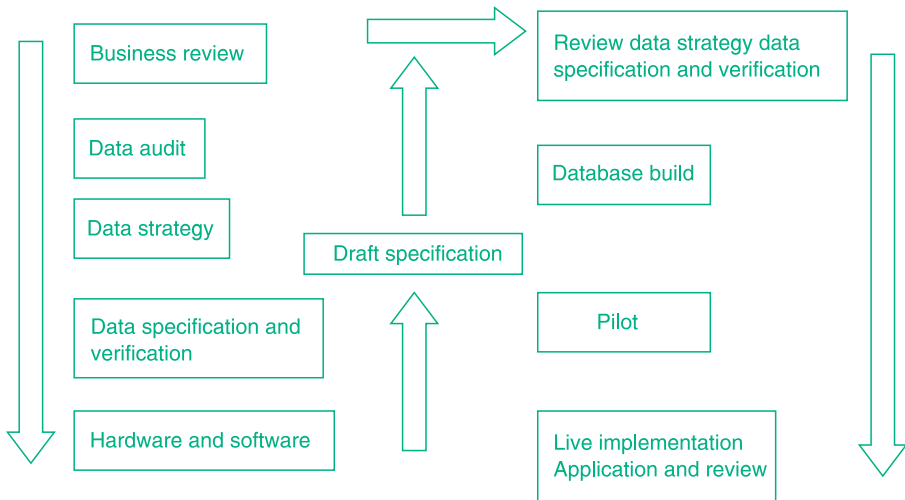 Business review
Data audit
Data strategy
Data specification and
verification
Hardware and software
Draft specification
Review data strategy data
specification and verification
Database build
Pilot
Live implementation
Application and review